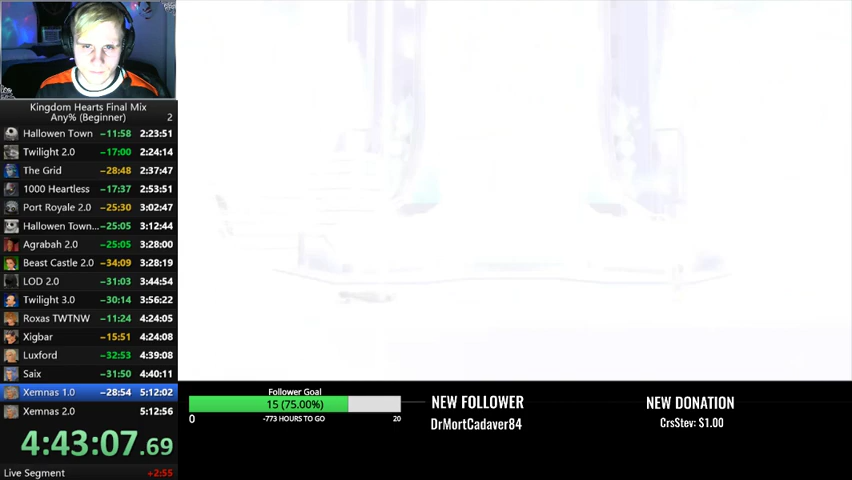 Kingdom Hearts Final Mix
Any% (Beginner) 2
Hallowen Town −11:58 2:23:51
Twilight 2.0 −17:00 2:24:14
The Grid −28:48 2:37:47
1000 Heartless −17:37 2:53:51
Port Royale 2.0 −25:30 3:02:47
Hallowen Town... −25:05 3:12:44
Agrabah 2.0 −25:05 3:28:00
Beast Castle 2.0 −34:09 3:28:19
LOD 2.0 −31:03 3:44:54
Twilight 3.0 −30:14 3:56:22
Roxas TWTNW −11:24 4:24:05
Xigbar −15:51 4:24:08
Luxford −32:53 4:39:08
Saix −31:50 4:40:11
Xemnas 1.0 −28:54 5:12:02
Xemnas 2.0 5:12:56
4:43:07.69
Live Segment +2:55
Follower Goal
15 (75.00%)
0 -773 HOURS TO GO 20
NEW FOLLOWER
DrMortCadaver84
NEW DONATION
CrsStev: $1.00